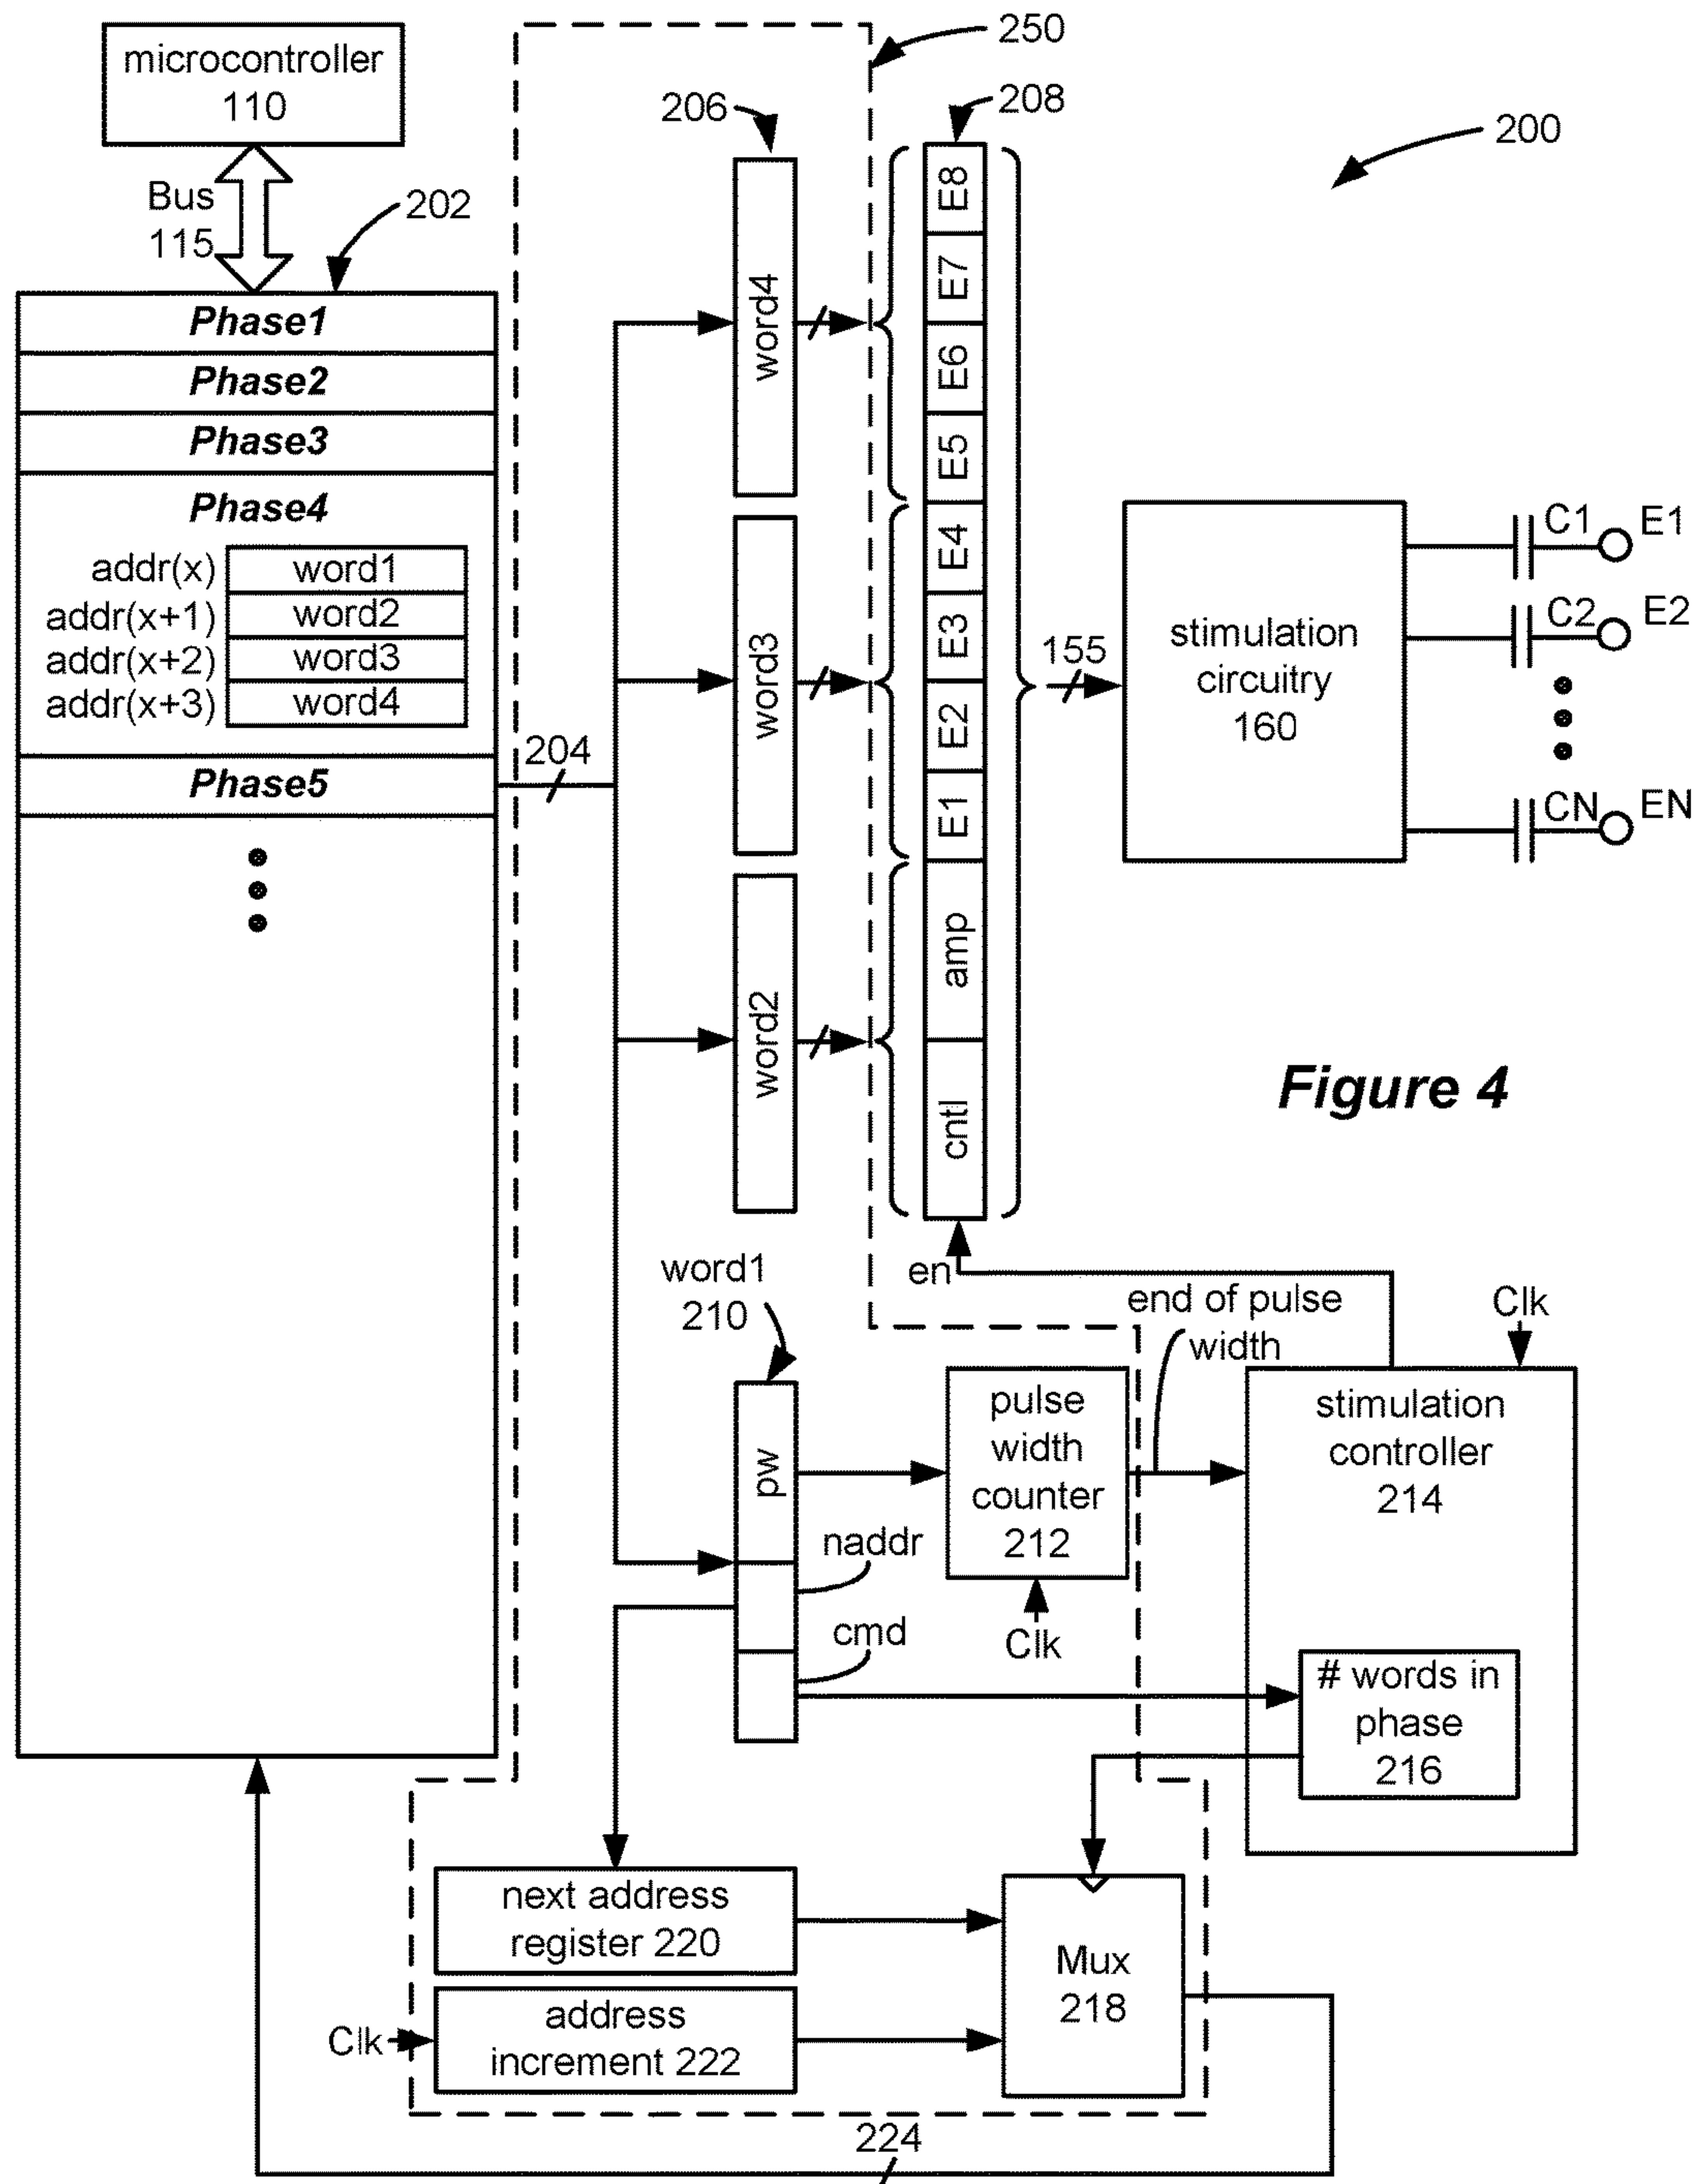 250
microcontroller
110
206
208
200
Bus
115
202
Phase1
Phase2
Phase3
Phase4
addr(x) word1
addr(x+1) word2
addr(x+2) word3
addr(x+3) word4
Phase5
204
word4
word3
word2
E8
E7
E6
E5
E4
E3
E2
E1
amp
cntl
155
stimulation
circuitry
160
C1 E1
C2 E2
CN EN
Figure 4
en
word1
210
end of pulse
width
Clk
pw
naddr
cmd
pulse
width
counter
212
Clk
stimulation
controller
214
# words in
phase
216
next address
register 220
Mux
218
Clk
address
increment 222
224